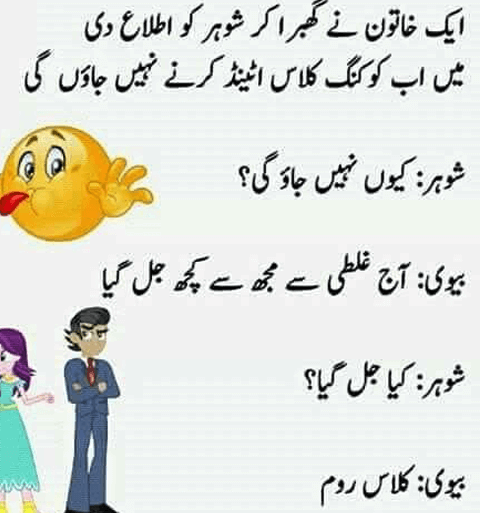 ایک خاتون نے گھبرا کر شوہر کو اطلاع دی
میں اب کوکنگ کلاس اٹینڈ کرنے نہیں جاؤں گی
شوہر: کیوں نہیں جاؤ گی؟
بیوی: آج غلطی سے مجھ سے کچھ جل گیا
شوہر: کیا جل گیا؟
بیوی: کلاس روم